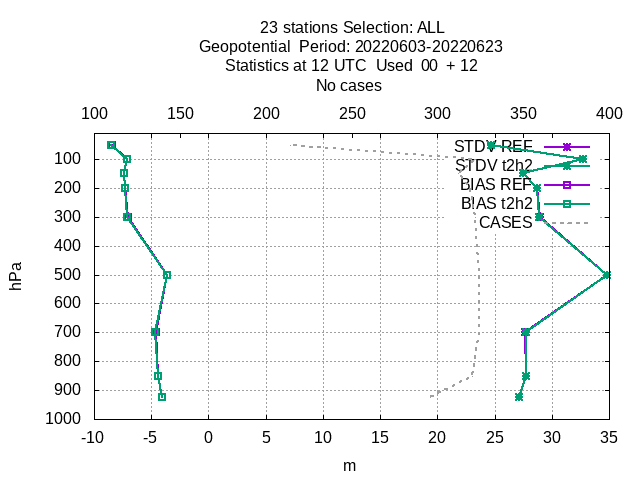 23 stations Selection: ALL
Geopotential  Period: 20220603-20220623
Statistics at 12 UTC  Used  00  + 12
No cases
100 150 200 250 300 350 400
STDV REF
STDV t2h2
BIAS REF
BIAS t2h2
CASES
100
200
300
400
500
600
700
800
900
1000
hPa
-10 -5 0 5 10 15 20 25 30 35
m